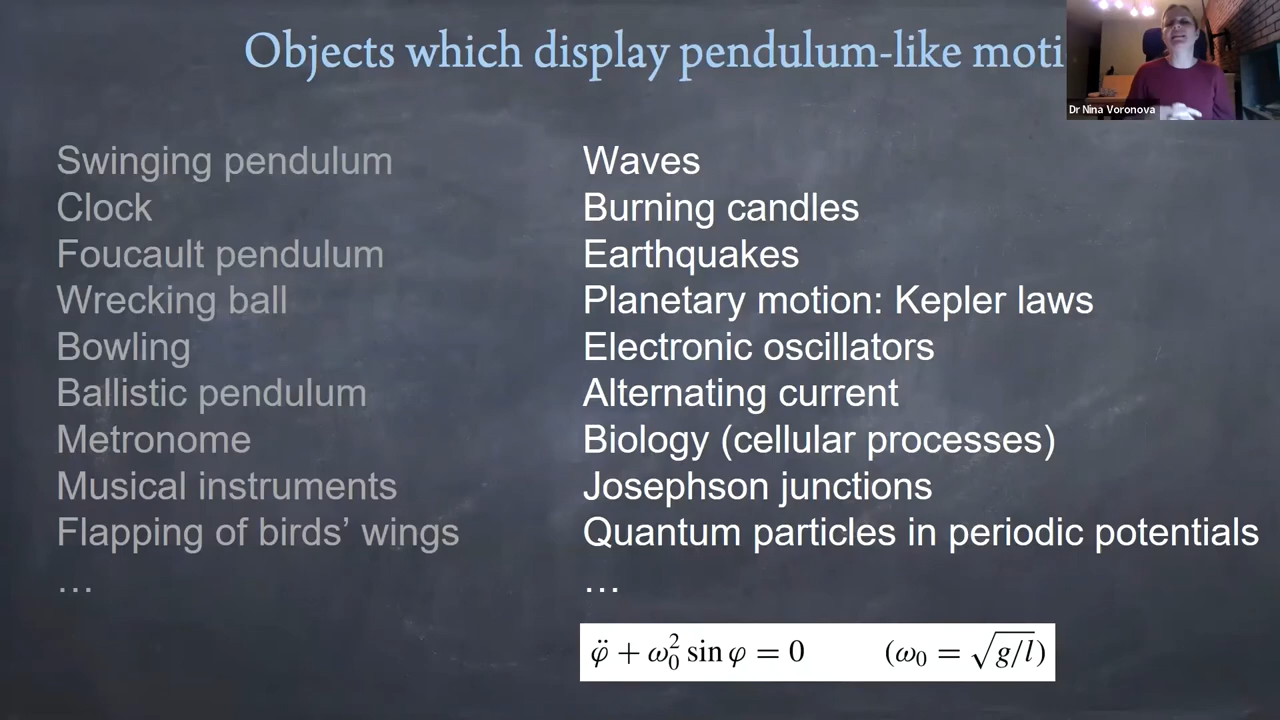 Objects which display pendulum-like moti
Dr Nina Voronova
Swinging pendulum
Clock
Foucault pendulum
Wrecking ball
Bowling
Ballistic pendulum
Metronome
Musical instruments
Flapping of birds’ wings
…
Waves
Burning candles
Earthquakes
Planetary motion: Kepler laws
Electronic oscillators
Alternating current
Biology (cellular processes)
Josephson junctions
Quantum particles in periodic potentials
…
φ̈ + ω₀² sin φ = 0 (ω₀ = √g/l)